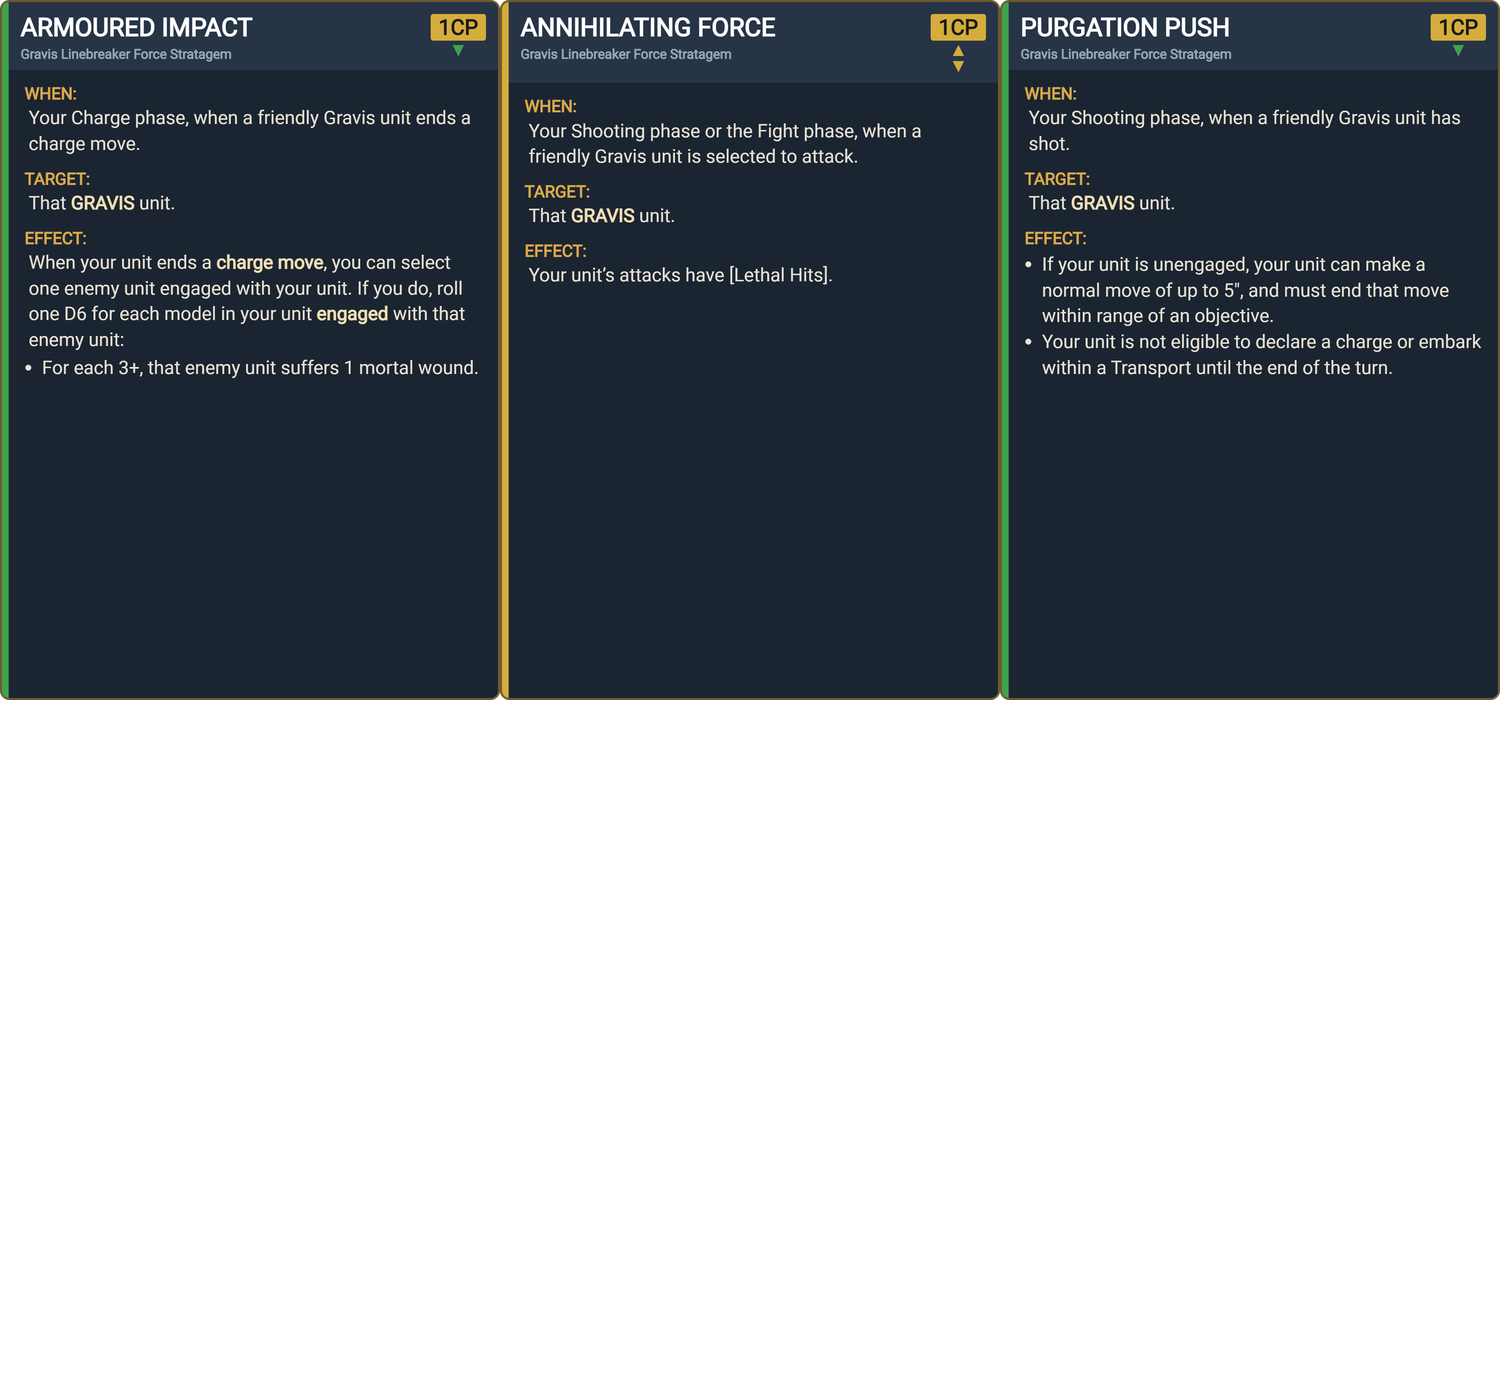 ARMOURED IMPACT
1CP
Gravis Linebreaker Force Stratagem
WHEN:
Your Charge phase, when a friendly Gravis unit ends a
charge move.
TARGET:
That GRAVIS unit.
EFFECT:
When your unit ends a charge move, you can select
one enemy unit engaged with your unit. If you do, roll
one D6 for each model in your unit engaged with that
enemy unit:
• For each 3+, that enemy unit suffers 1 mortal wound.
ANNIHILATING FORCE
1CP
Gravis Linebreaker Force Stratagem
WHEN:
Your Shooting phase or the Fight phase, when a
friendly Gravis unit is selected to attack.
TARGET:
That GRAVIS unit.
EFFECT:
Your unit’s attacks have [Lethal Hits].
PURGATION PUSH
1CP
Gravis Linebreaker Force Stratagem
WHEN:
Your Shooting phase, when a friendly Gravis unit has
shot.
TARGET:
That GRAVIS unit.
EFFECT:
• If your unit is unengaged, your unit can make a
normal move of up to 5", and must end that move
within range of an objective.
• Your unit is not eligible to declare a charge or embark
within a Transport until the end of the turn.